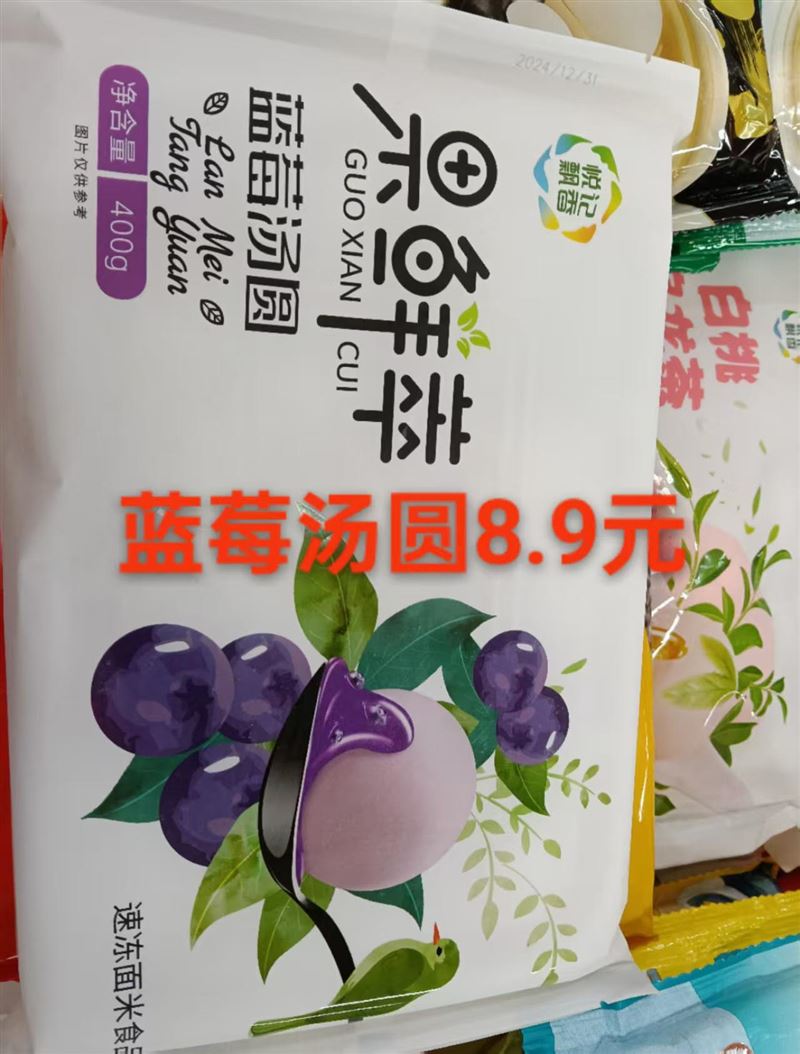 2024/12/31
悦记
飘香
果鲜萃
GUO XIAN CUI
蓝莓汤圆
Lan Mei
Tang Yuan
净含量 400g
图片仅供参考
蓝莓汤圆8.9元
速冻面米食品
白桃